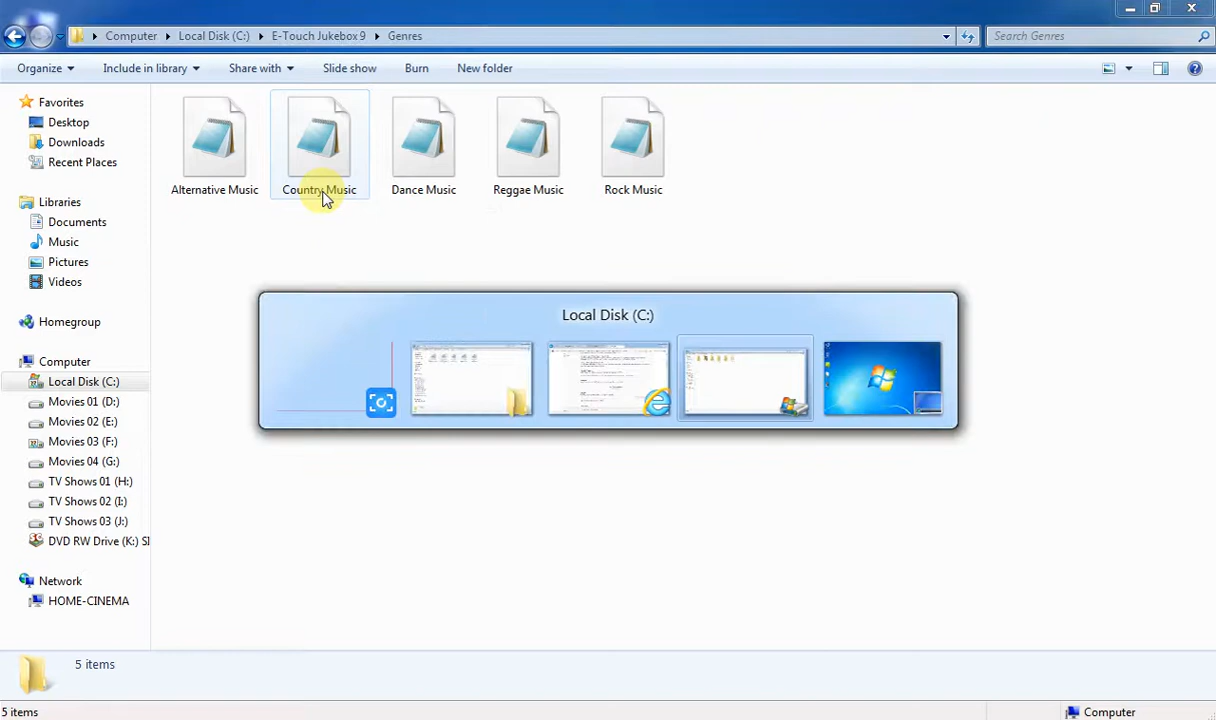 Computer Local Disk (C:) E-Touch Jukebox 9 Genres Search Genres
Organize Include in library Share with Slide show Burn New folder
Favorites
Desktop
Downloads
Recent Places
Libraries
Documents
Music
Pictures
Videos
Homegroup
Computer
Local Disk (C:)
Movies 01 (D:)
Movies 02 (E:)
Movies 03 (F:)
Movies 04 (G:)
TV Shows 01 (H:)
TV Shows 02 (I:)
TV Shows 03 (J:)
DVD RW Drive (K:) SI
Network
HOME-CINEMA
Alternative Music Country Music Dance Music Reggae Music Rock Music
Local Disk (C:)
5 items
5 items Computer